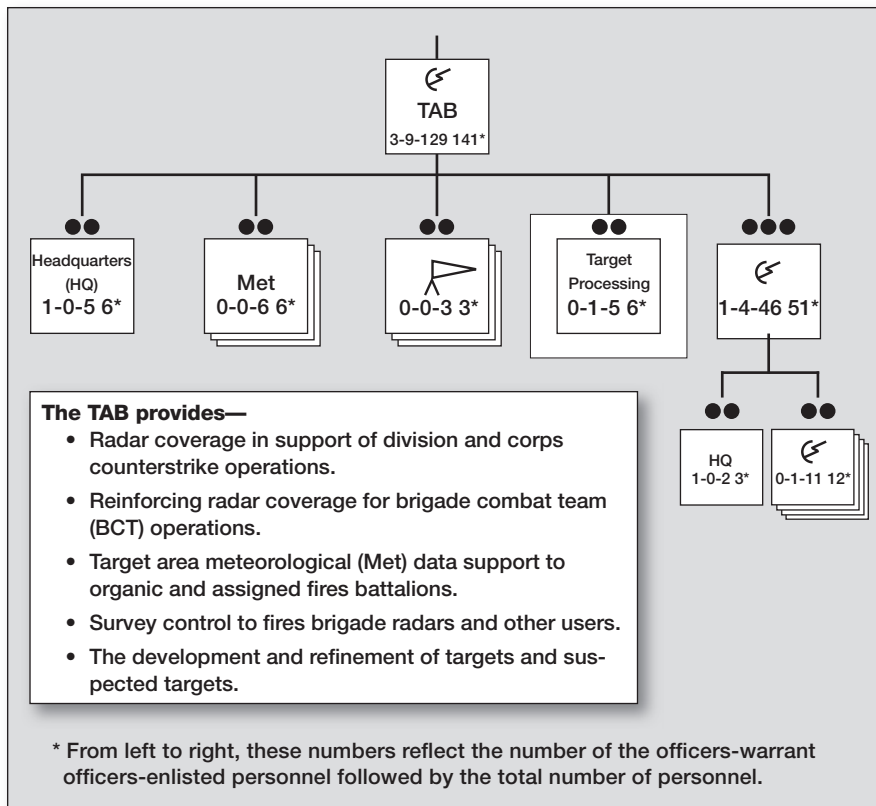 TAB
3-9-129 141*
Headquarters
(HQ)
1-0-5 6*
Met
0-0-6 6*
0-0-3 3*
Target
Processing
0-1-5 6*
1-4-46 51*
HQ
1-0-2 3*
0-1-11 12*
The TAB provides—
• Radar coverage in support of division and corps
counterstrike operations.
• Reinforcing radar coverage for brigade combat team
(BCT) operations.
• Target area meteorological (Met) data support to
organic and assigned fires battalions.
• Survey control to fires brigade radars and other users.
• The development and refinement of targets and sus-
pected targets.
* From left to right, these numbers reflect the number of the officers-warrant
officers-enlisted personnel followed by the total number of personnel.